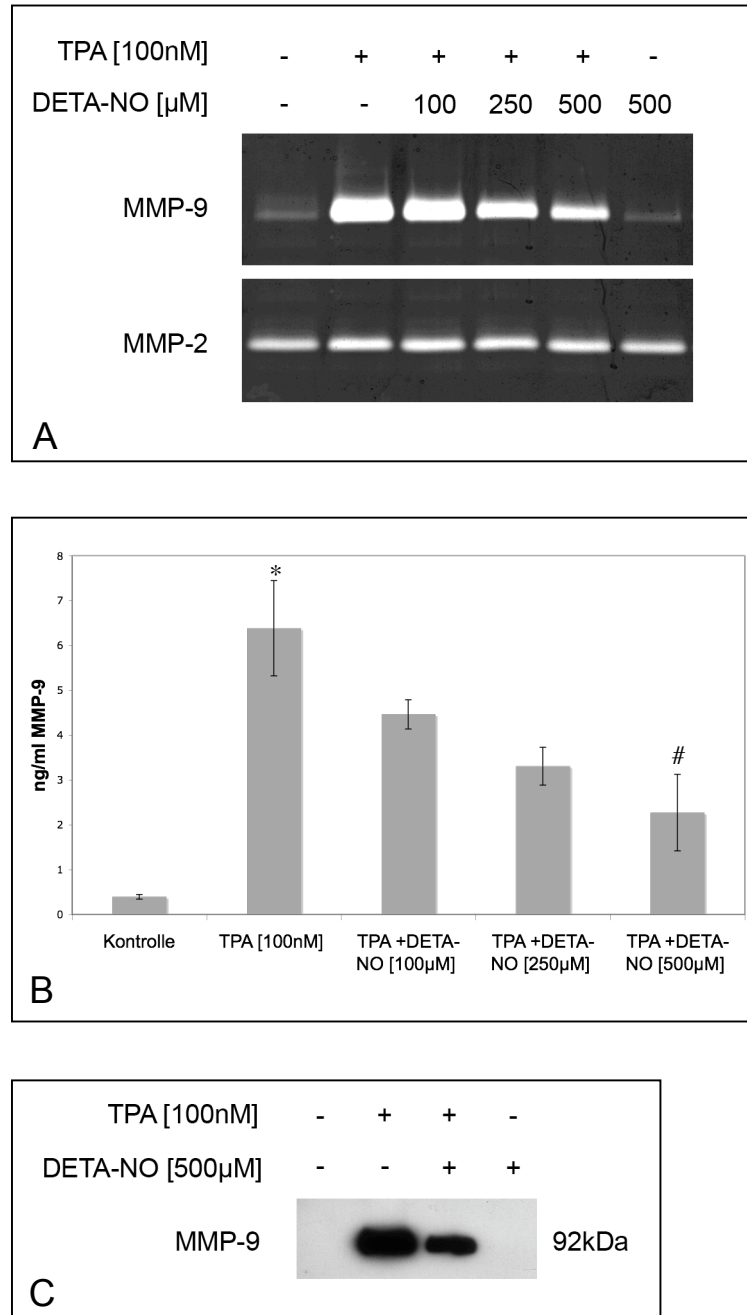 TPA [100nM] - + + + + -
DETA-NO [µM] - - 100 250 500 500
MMP-9
MMP-2
A
8
7
6
5
4
3
2
1
0
ng/ml MMP-9
*
#
Kontrolle
TPA [100nM]
TPA +DETA-
NO [100µM]
TPA +DETA-
NO [250µM]
TPA +DETA-
NO [500µM]
B
TPA [100nM] - + + -
DETA-NO [500µM] - - + +
MMP-9 92kDa
C